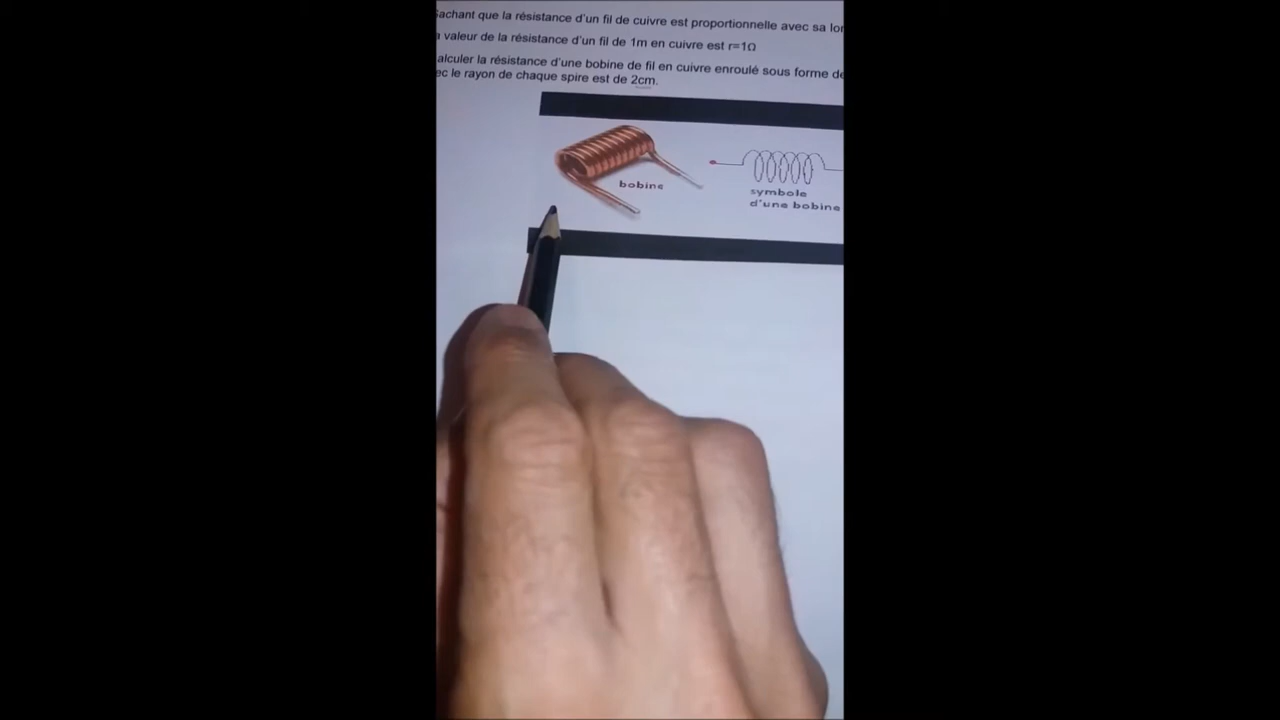 Sachant que la résistance d'un fil de cuivre est proportionnelle avec sa
valeur de la résistance d'un fil de 1m en cuivre est r=1Ω
alculer la résistance d'une bobine de fil en cuivre enroulé sous forme de
ec le rayon de chaque spire est de 2cm.
bobine
symbole
d'une bobine